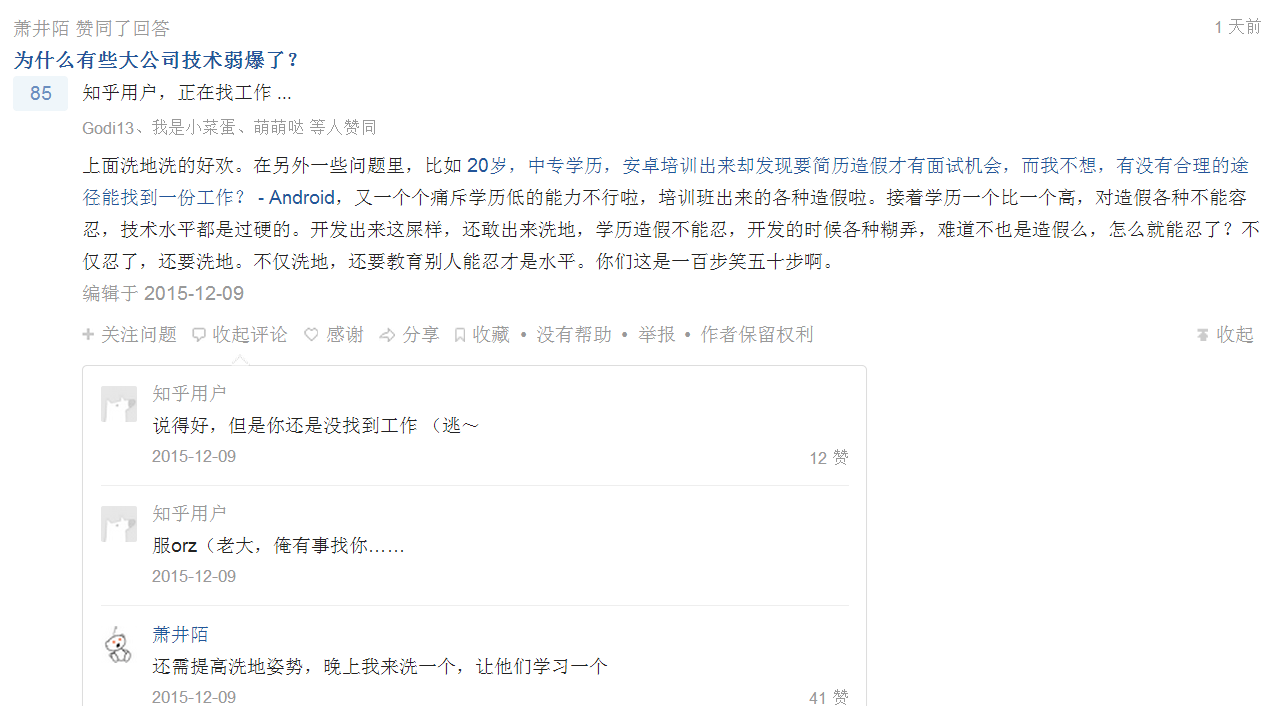 萧井陌 赞同了回答
1 天前
为什么有些大公司技术弱爆了？
85
知乎用户，正在找工作 ...
Godi13、我是小菜蛋、萌萌哒 等人赞同
上面洗地洗的好欢。在另外一些问题里，比如 20岁，中专学历，安卓培训出来却发现要简历造假才有面试机会，而我不想，有没有合理的途
径能找到一份工作？ - Android，又一个个痛斥学历低的能力不行啦，培训班出来的各种造假啦。接着学历一个比一个高，对造假各种不能容
忍，技术水平都是过硬的。开发出来这屎样，还敢出来洗地，学历造假不能忍，开发的时候各种糊弄，难道不也是造假么，怎么就能忍了？不
仅忍了，还要洗地。不仅洗地，还要教育别人能忍才是水平。你们这是一百步笑五十步啊。
编辑于 2015-12-09
关注问题 收起评论 感谢 分享 收藏 • 没有帮助 • 举报 • 作者保留权利 收起
知乎用户
说得好，但是你还是没找到工作 （逃～
2015-12-09 12 赞
知乎用户
服orz（老大，俺有事找你……
2015-12-09
萧井陌
还需提高洗地姿势，晚上我来洗一个，让他们学习一个
2015-12-09 41 赞